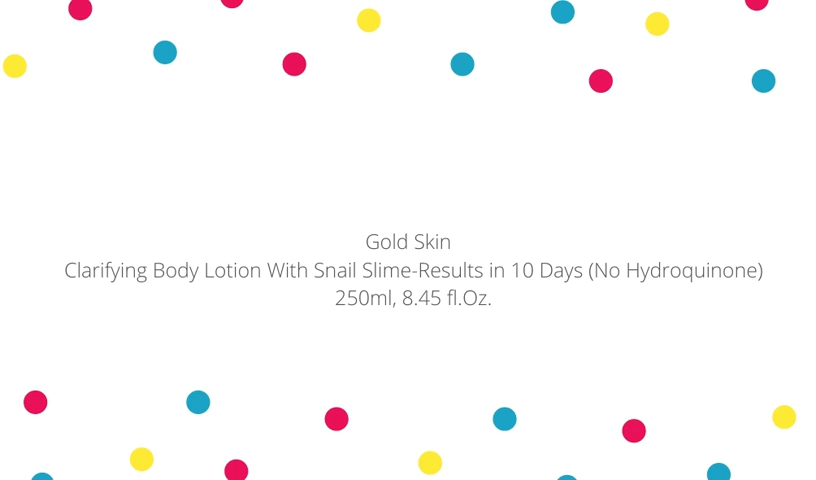 Gold Skin
Clarifying Body Lotion With Snail Slime-Results in 10 Days (No Hydroquinone)
250ml, 8.45 fl.Oz.